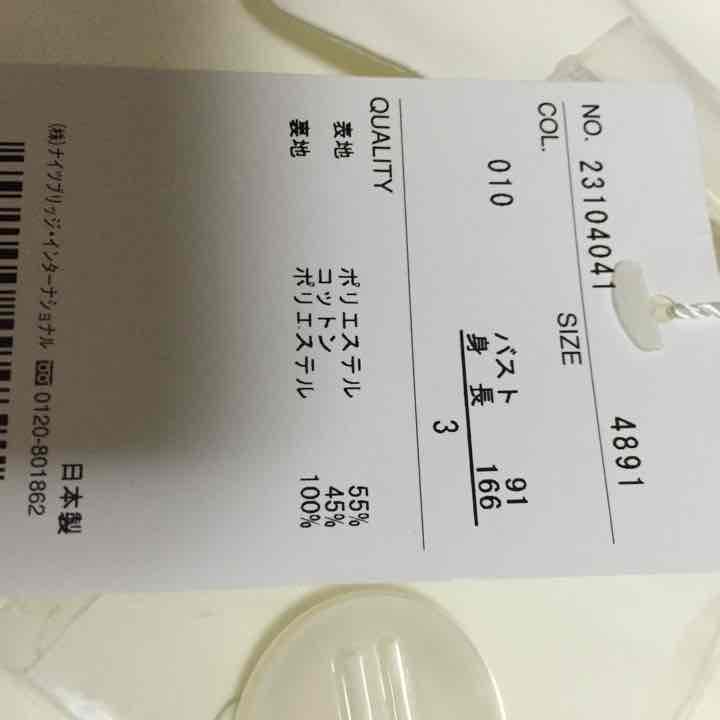 NO. 23104041 4891
COL. SIZE
010 バスト 91
身長 166
3
QUALITY
表地 ポリエステル 55%
コットン 45%
裏地 ポリエステル 100%
日本製
(株)ナイツブリッジ・インターナショナル 0120-801862